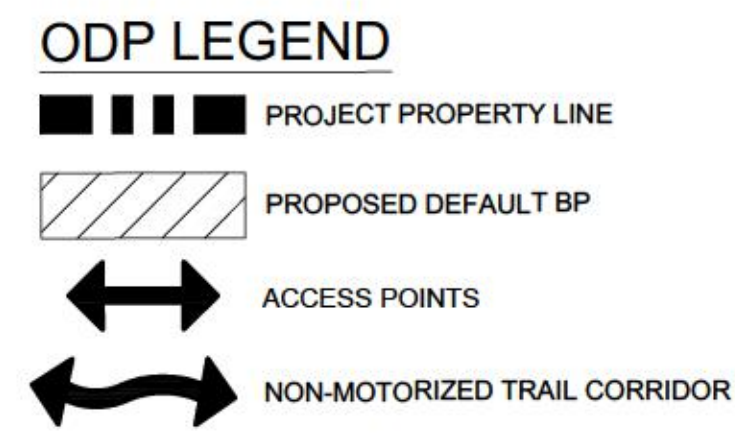 ODP LEGEND
PROJECT PROPERTY LINE
PROPOSED DEFAULT BP
ACCESS POINTS
NON-MOTORIZED TRAIL CORRIDOR